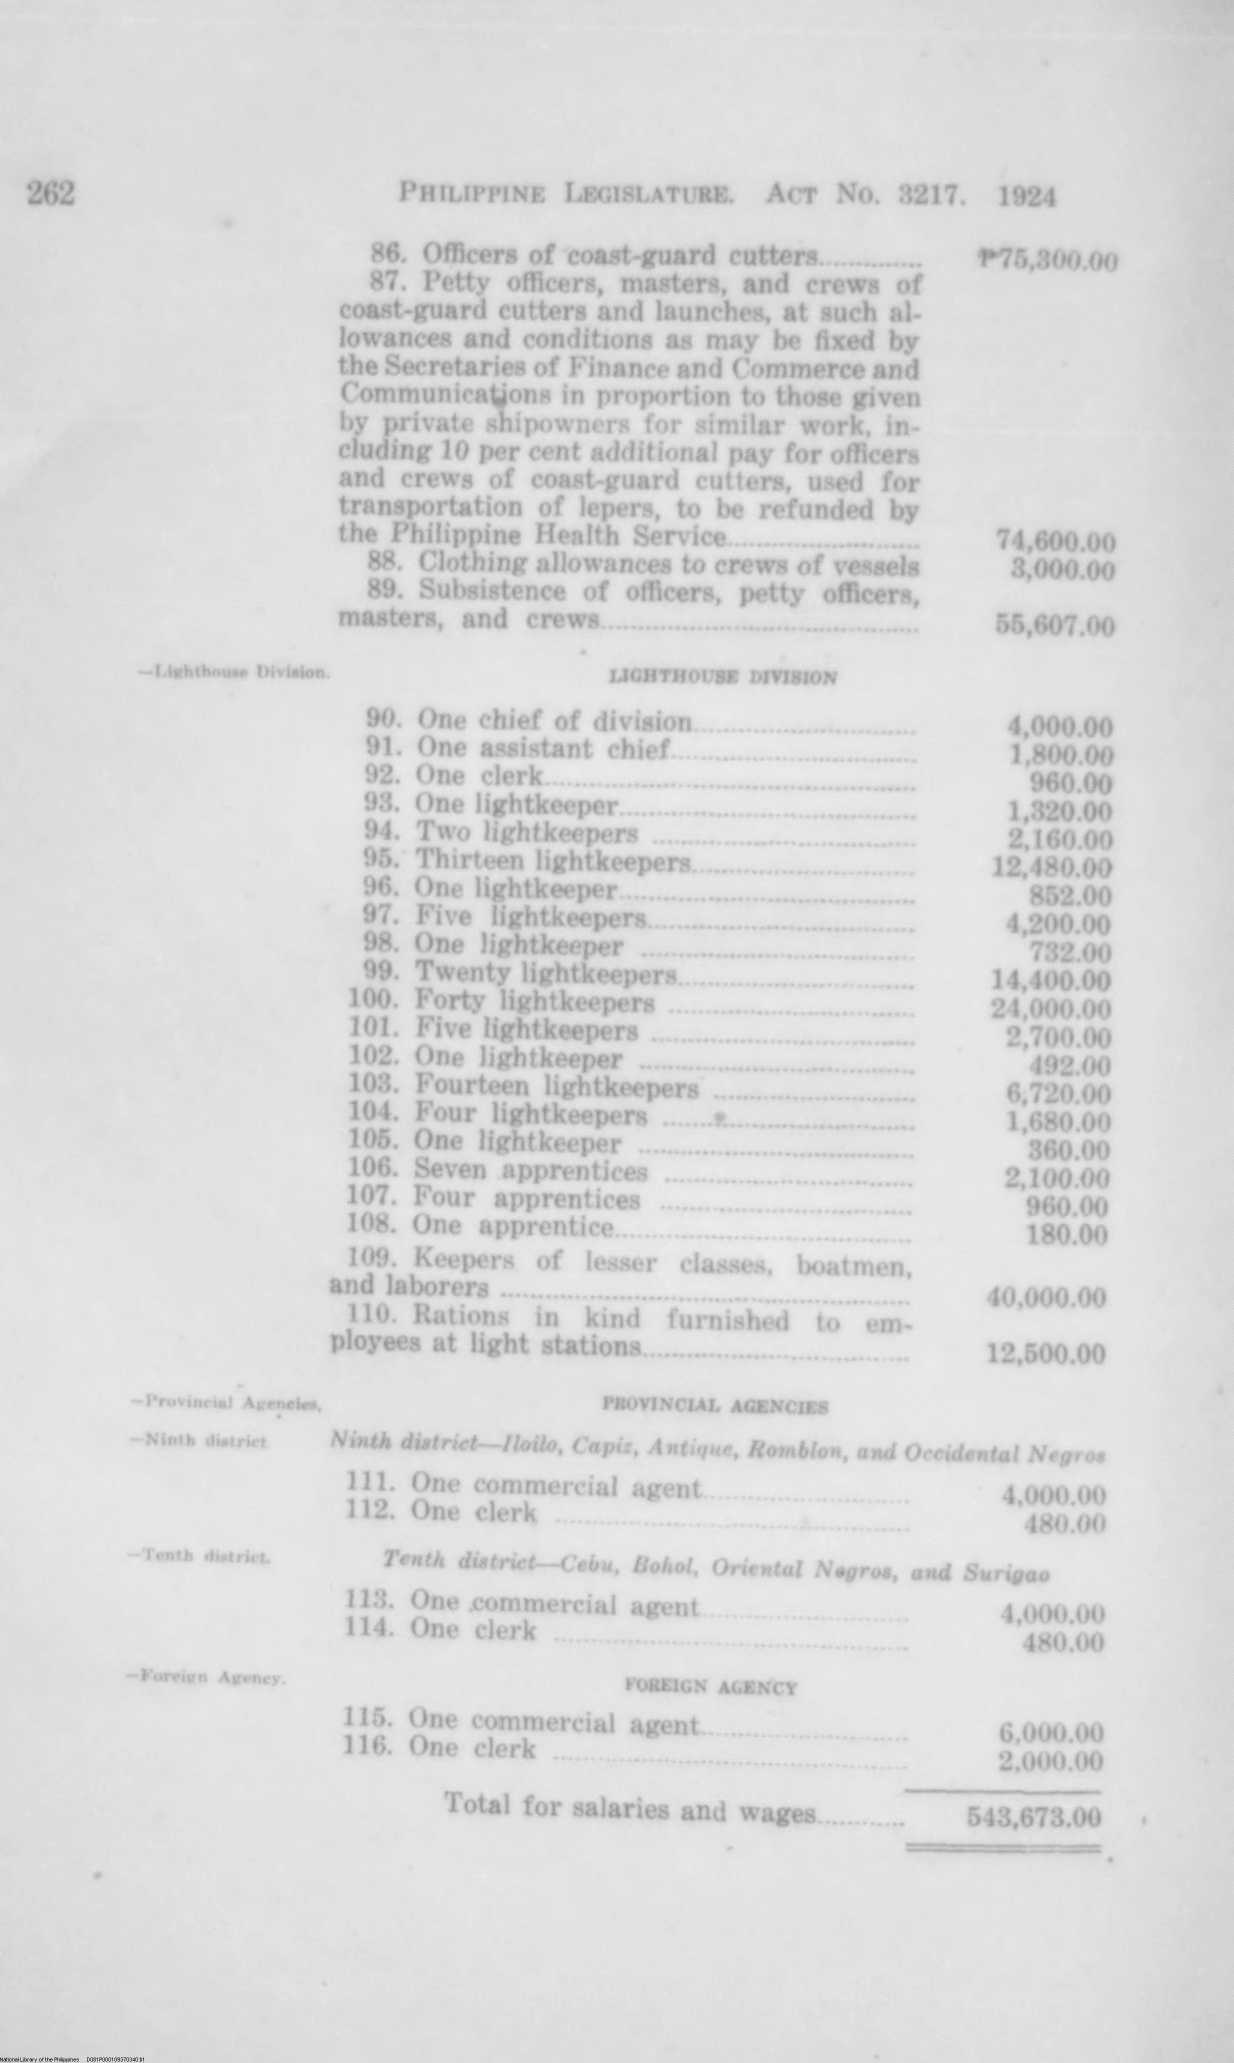 262 PHILIPPINE LEGISLATURE. ACT NO. 3217. 1924
86. Officers of coast-guard cutters.............. ₱75,300.00
87. Petty officers, masters, and crews of
coast-guard cutters and launches, at such al-
lowances and conditions as may be fixed by
the Secretaries of Finance and Commerce and
Communications in proportion to those given
by private shipowners for similar work, in-
cluding 10 per cent additional pay for officers
and crews of coast-guard cutters, used for
transportation of lepers, to be refunded by
the Philippine Health Service.......................... 74,600.00
88. Clothing allowances to crews of vessels 3,000.00
89. Subsistence of officers, petty officers,
masters, and crews.......................................... 55,607.00
—Lighthouse Division. LIGHTHOUSE DIVISION
90. One chief of division............................. 4,000.00
91. One assistant chief................................ 1,800.00
92. One clerk................................................ 960.00
93. One lightkeeper...................................... 1,320.00
94. Two lightkeepers .................................. 2,160.00
95. Thirteen lightkeepers............................. 12,480.00
96. One lightkeeper...................................... 852.00
97. Five lightkeepers................................... 4,200.00
98. One lightkeeper .................................... 732.00
99. Twenty lightkeepers............................... 14,400.00
100. Forty lightkeepers ................................ 24,000.00
101. Five lightkeepers .................................. 2,700.00
102. One lightkeeper .................................... 492.00
103. Fourteen lightkeepers .......................... 6,720.00
104. Four lightkeepers ................................. 1,680.00
105. One lightkeeper .................................... 360.00
106. Seven apprentices ................................ 2,100.00
107. Four apprentices ................................. 960.00
108. One apprentice....................................... 180.00
109. Keepers of lesser classes, boatmen,
and laborers ..................................................... 40,000.00
110. Rations in kind furnished to em-
ployees at light stations................................... 12,500.00
—Provincial Agencies. PROVINCIAL AGENCIES
—Ninth district Ninth district—Iloilo, Capiz, Antique, Romblon, and Occidental Negros
111. One commercial agent.......................... 4,000.00
112. One clerk .............................................. 480.00
—Tenth district. Tenth district—Cebu, Bohol, Oriental Negros, and Surigao
113. One commercial agent.......................... 4,000.00
114. One clerk .............................................. 480.00
—Foreign Agency. FOREIGN AGENCY
115. One commercial agent.......................... 6,000.00
116. One clerk .............................................. 2,000.00
Total for salaries and wages............ 543,673.00
National Library of the Philippines